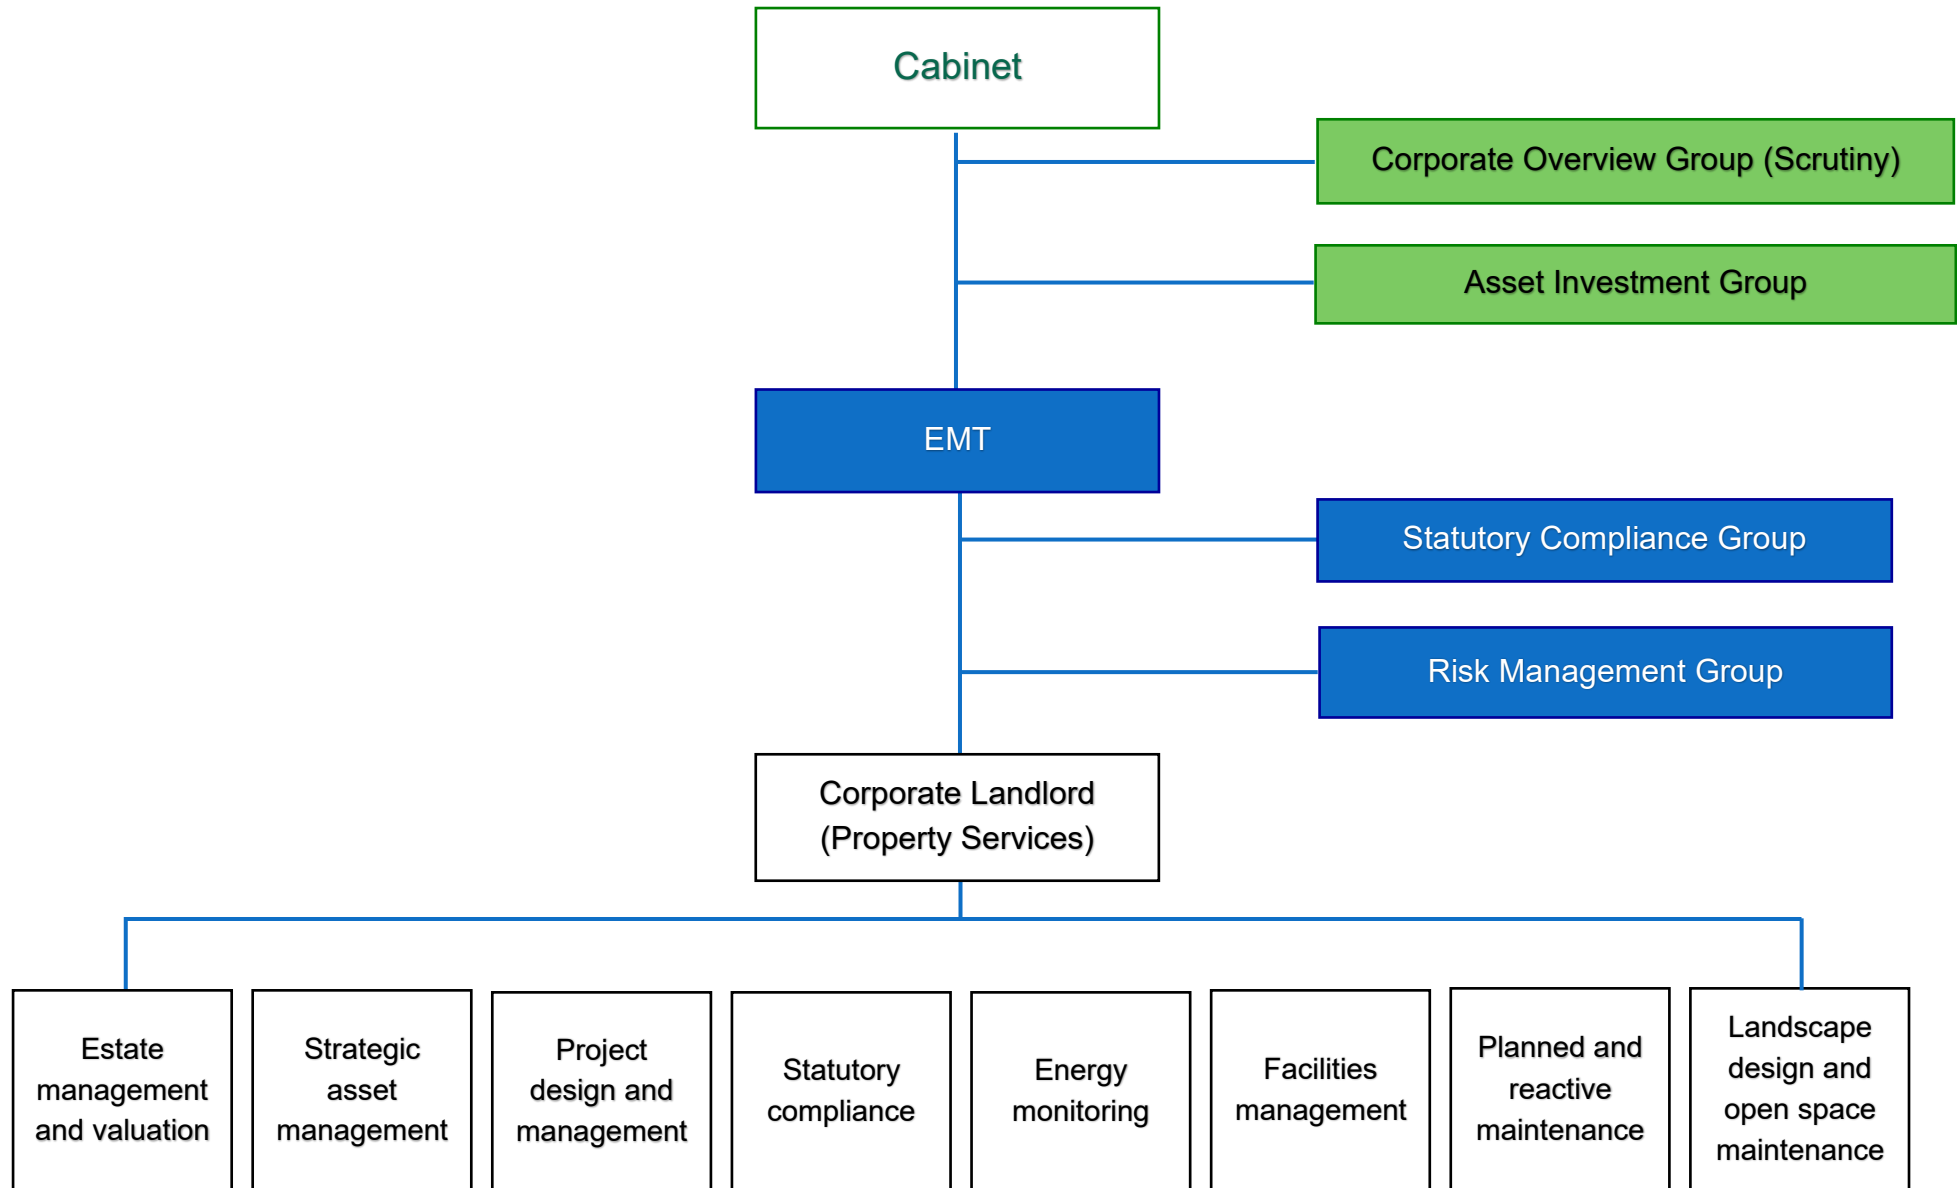 Cabinet
Corporate Overview Group (Scrutiny)
Asset Investment Group
EMT
Statutory Compliance Group
Risk Management Group
Corporate Landlord
(Property Services)
Estate
management
and valuation
Strategic
asset
management
Project
design and
management
Statutory
compliance
Energy
monitoring
Facilities
management
Planned and
reactive
maintenance
Landscape
design and
open space
maintenance